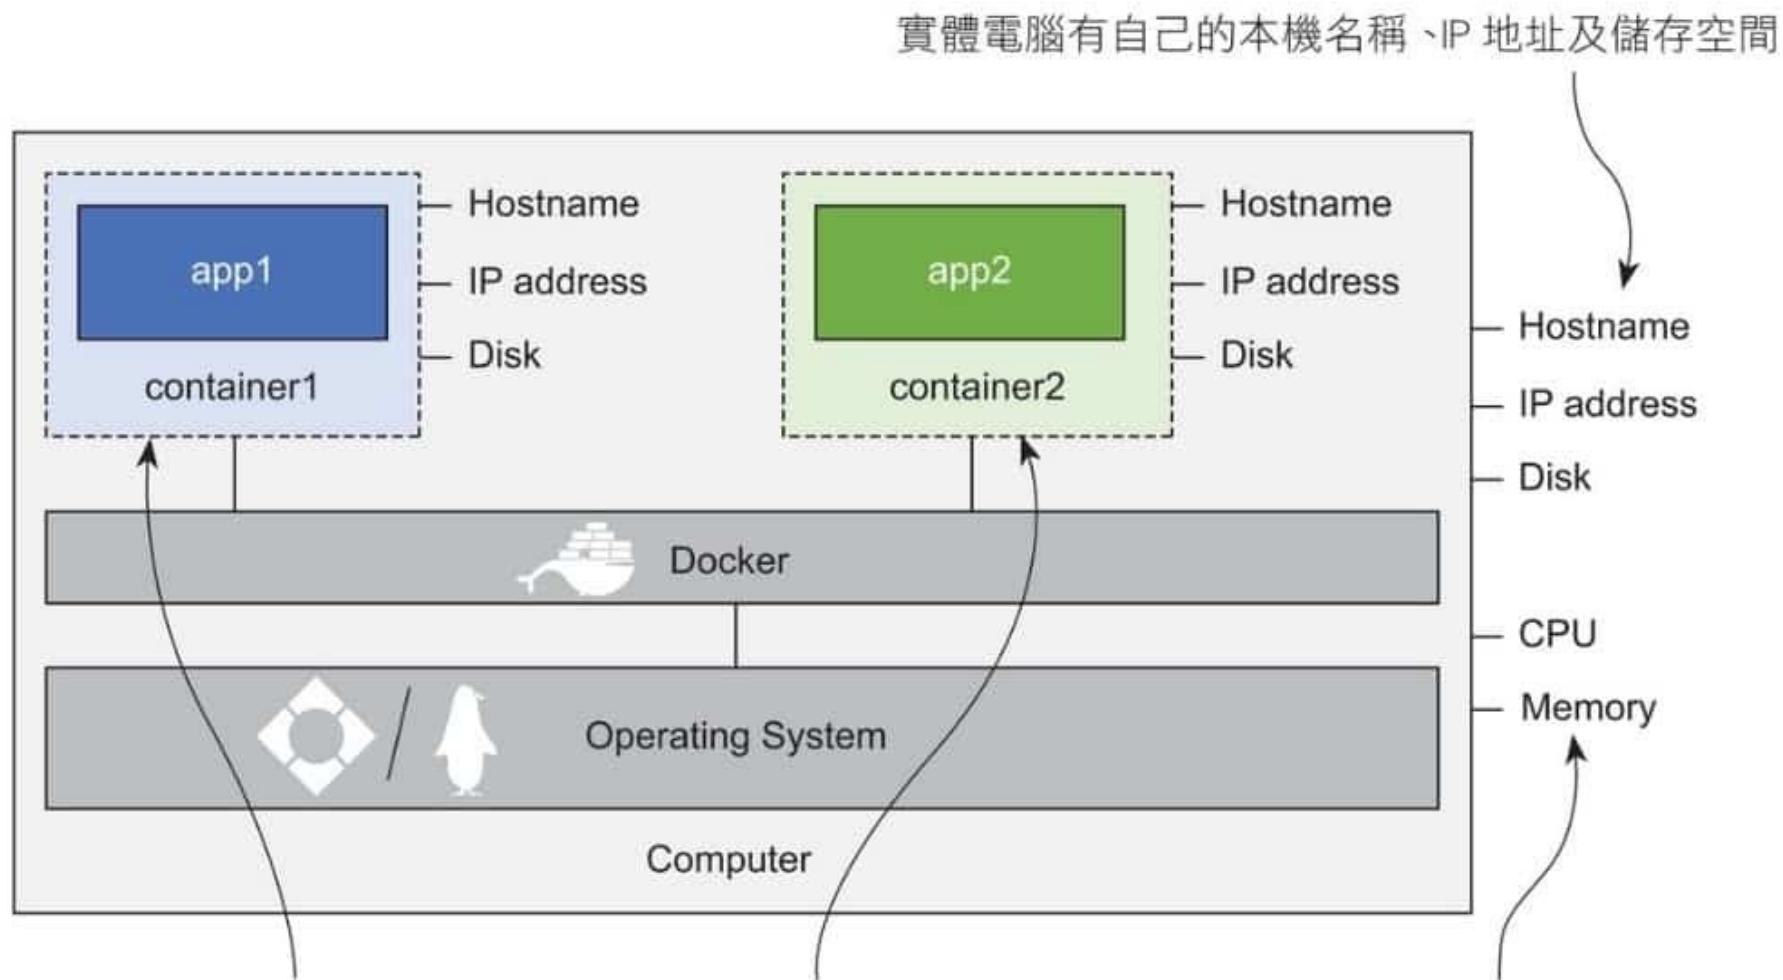 實體電腦有自己的本機名稱、IP 地址及儲存空間
app1
container1
Hostname
IP address
Disk
app2
container2
Hostname
IP address
Disk
Hostname
IP address
Disk
CPU
Memory
Docker
Operating System
Computer